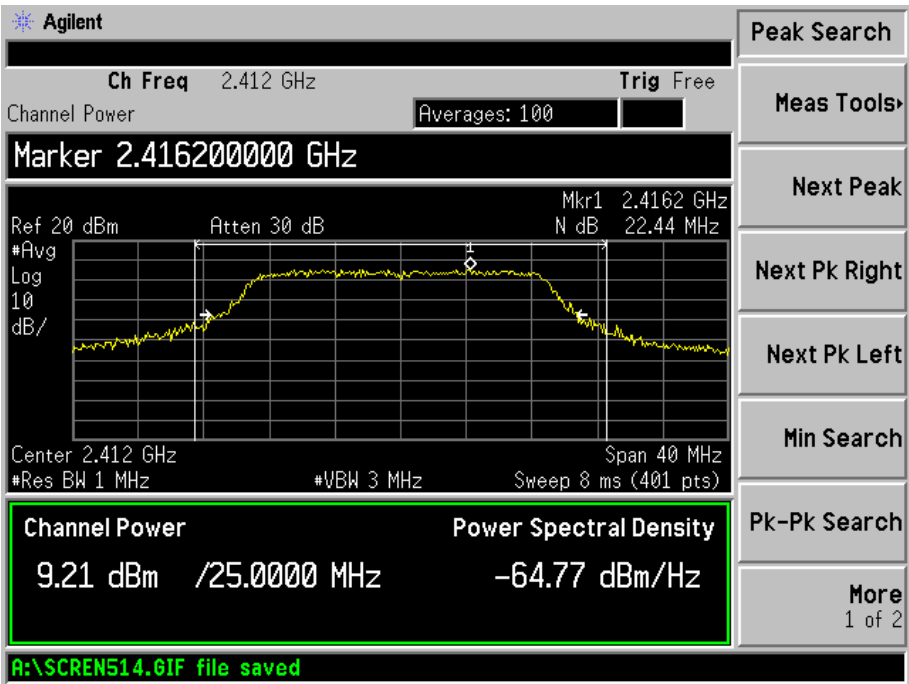 Agilent
Peak Search
Ch Freq 2.412 GHz Trig Free
Channel Power Averages: 100
Meas Tools
Marker 2.416200000 GHz
Next Peak
Mkr1 2.4162 GHz
Ref 20 dBm Atten 30 dB N dB 22.44 MHz
#Avg
Log
10
dB/
1
Next Pk Right
Next Pk Left
Min Search
Center 2.412 GHz Span 40 MHz
#Res BW 1 MHz #VBW 3 MHz Sweep 8 ms (401 pts)
Pk-Pk Search
Channel Power Power Spectral Density
9.21 dBm /25.0000 MHz -64.77 dBm/Hz
More
1 of 2
A:\SCREN514.GIF file saved